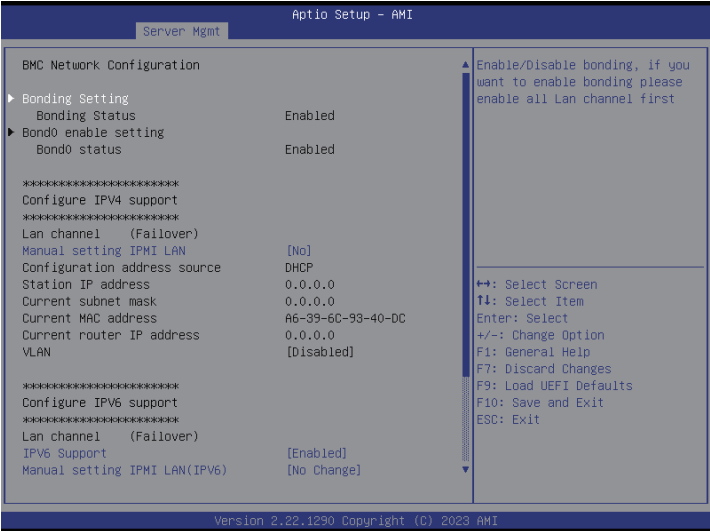 Aptio Setup – AMI
Server Mgmt
BMC Network Configuration
Bonding Setting
Bonding Status Enabled
Bond0 enable setting
Bond0 status Enabled
**********************
Configure IPV4 support
**********************
Lan channel (Failover)
Manual setting IPMI LAN [No]
Configuration address source DHCP
Station IP address 0.0.0.0
Current subnet mask 0.0.0.0
Current MAC address A6-39-6C-93-40-DC
Current router IP address 0.0.0.0
VLAN [Disabled]
**********************
Configure IPV6 support
**********************
Lan channel (Failover)
IPV6 Support [Enabled]
Manual setting IPMI LAN(IPV6) [No Change]
Enable/Disable bonding, if you
want to enable bonding please
enable all Lan channel first
→←: Select Screen
↑↓: Select Item
Enter: Select
+/-: Change Option
F1: General Help
F7: Discard Changes
F9: Load UEFI Defaults
F10: Save and Exit
ESC: Exit
Version 2.22.1290 Copyright (C) 2023 AMI